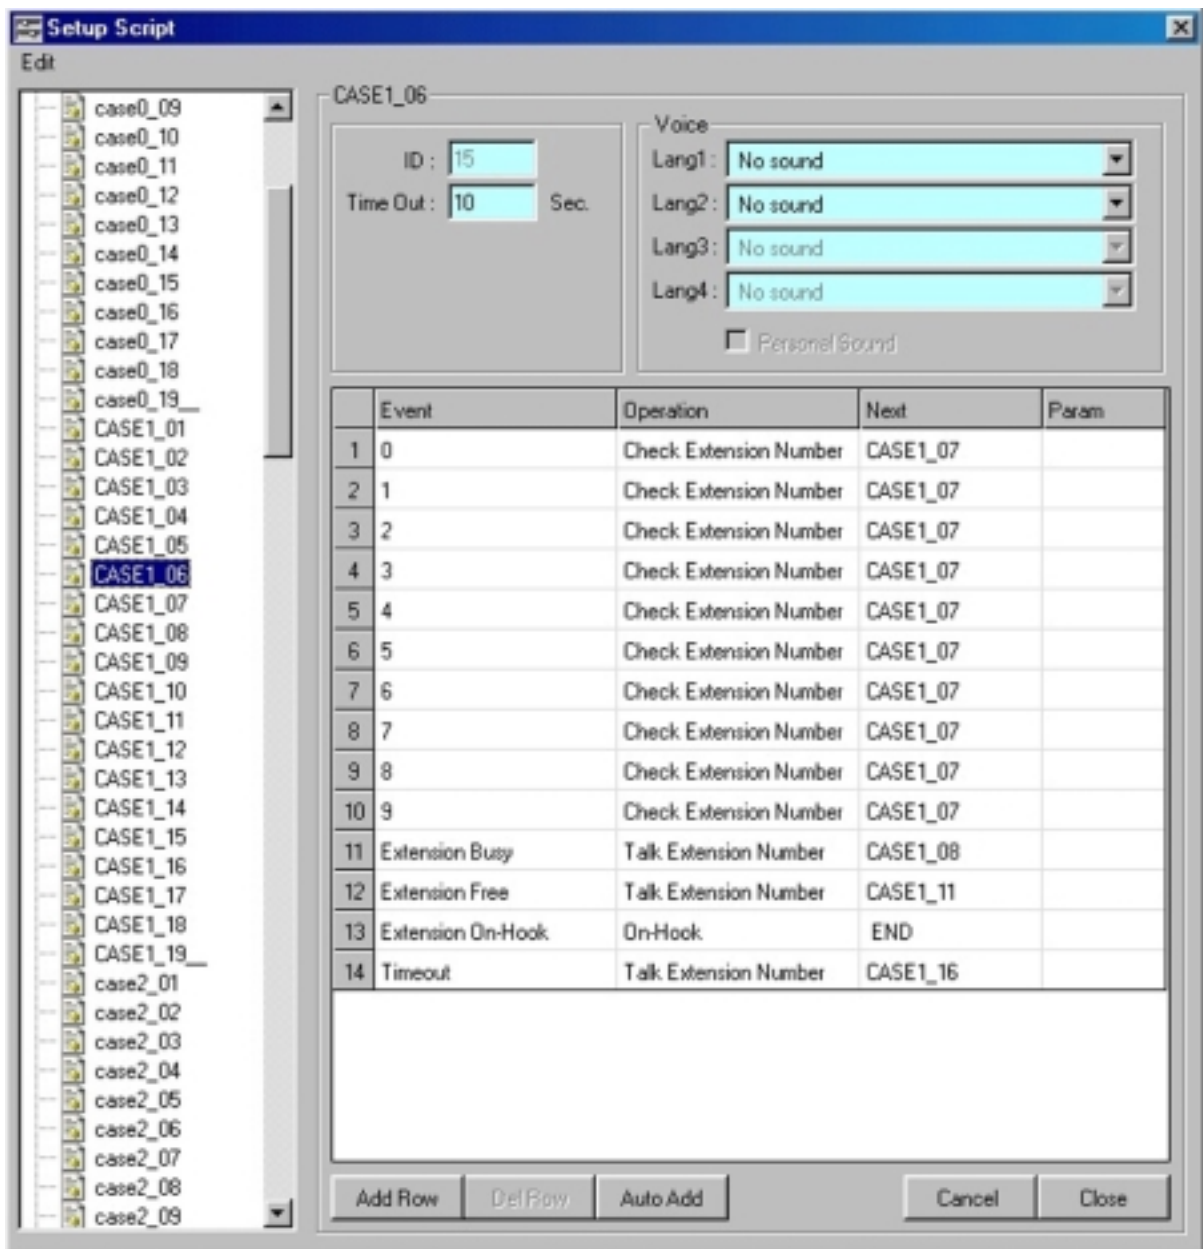 Setup Script
Edit
case0_09
case0_10
case0_11
case0_12
case0_13
case0_14
case0_15
case0_16
case0_17
case0_18
case0_19__
CASE1_01
CASE1_02
CASE1_03
CASE1_04
CASE1_05
CASE1_06
CASE1_07
CASE1_08
CASE1_09
CASE1_10
CASE1_11
CASE1_12
CASE1_13
CASE1_14
CASE1_15
CASE1_16
CASE1_17
CASE1_18
CASE1_19__
case2_01
case2_02
case2_03
case2_04
case2_05
case2_06
case2_07
case2_08
case2_09
CASE1_06
ID : 15
Time Out : 10 Sec.
Voice
Lang1 : No sound
Lang2 : No sound
Lang3 : No sound
Lang4 : No sound
Personal Sound
Event Operation Next Param
1 0 Check Extension Number CASE1_07
2 1 Check Extension Number CASE1_07
3 2 Check Extension Number CASE1_07
4 3 Check Extension Number CASE1_07
5 4 Check Extension Number CASE1_07
6 5 Check Extension Number CASE1_07
7 6 Check Extension Number CASE1_07
8 7 Check Extension Number CASE1_07
9 8 Check Extension Number CASE1_07
10 9 Check Extension Number CASE1_07
11 Extension Busy Talk Extension Number CASE1_08
12 Extension Free Talk Extension Number CASE1_11
13 Extension On-Hook On-Hook END
14 Timeout Talk Extension Number CASE1_16
Add Row Del Row Auto Add Cancel Close